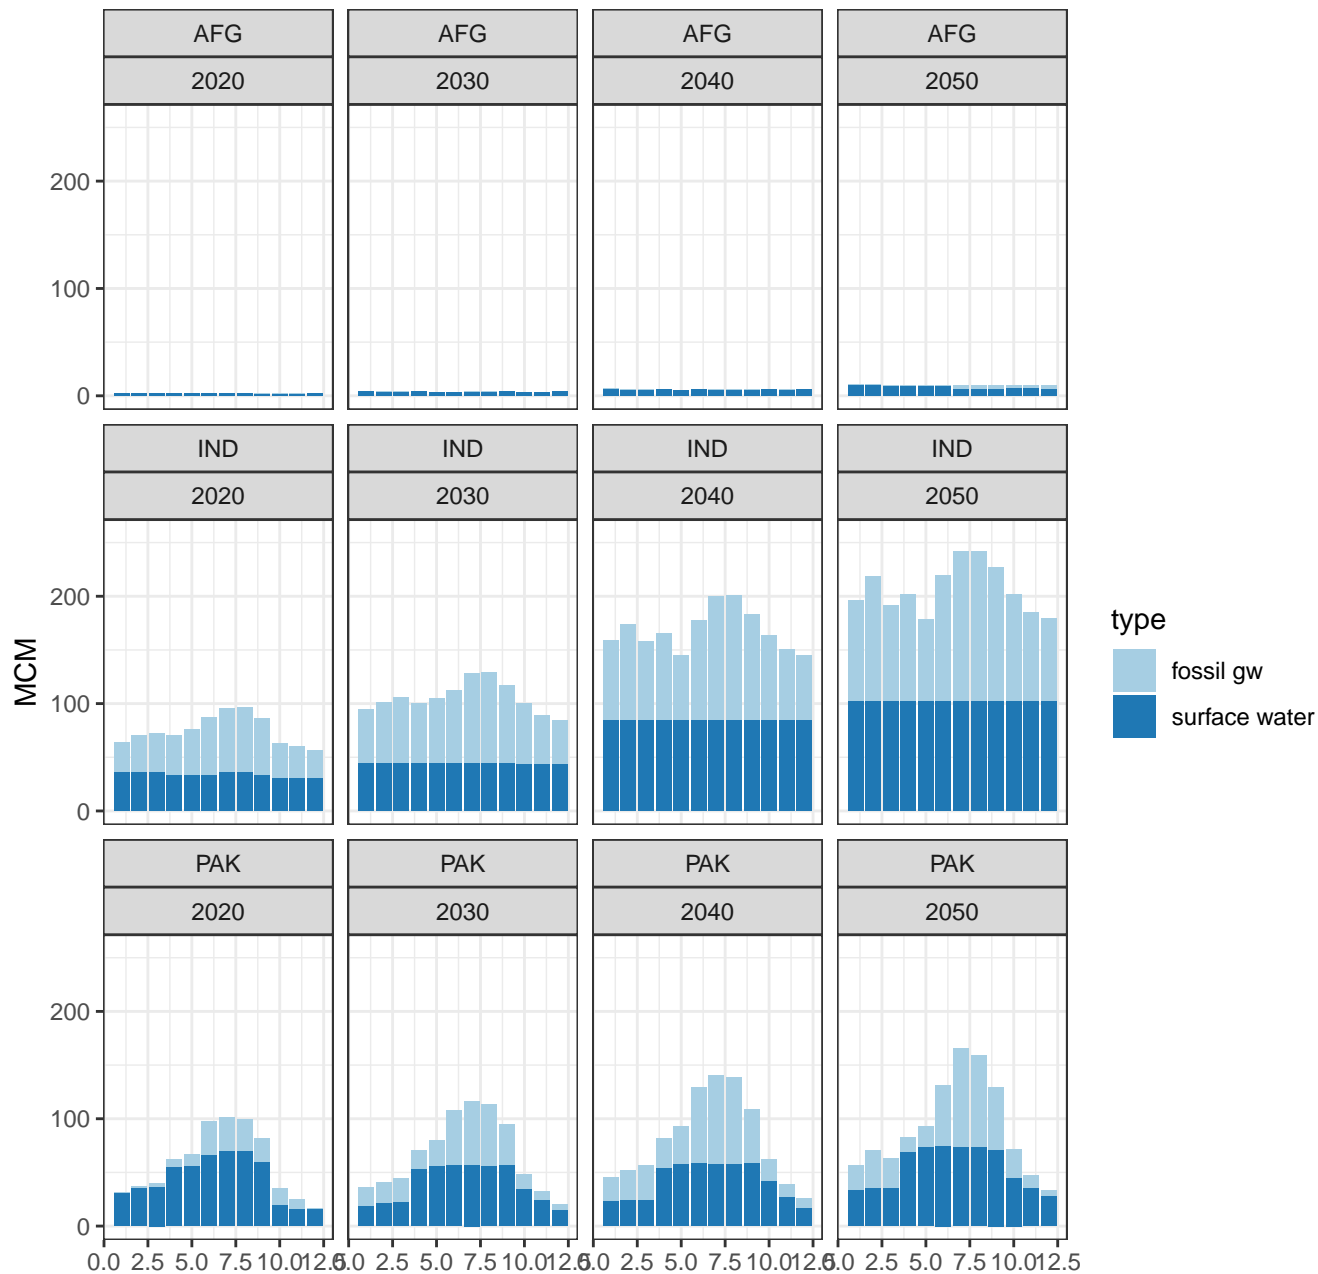 AFG AFG AFG AFG
2020 2030 2040 2050
200
100
0
IND IND IND IND
2020 2030 2040 2050
200
100
0
MCM
type
fossil gw
surface water
PAK PAK PAK PAK
2020 2030 2040 2050
200
100
0
0.0 2.5 5.0 7.5 10.0 12.5 0.0 2.5 5.0 7.5 10.0 12.5 0.0 2.5 5.0 7.5 10.0 12.5 0.0 2.5 5.0 7.5 10.0 12.5